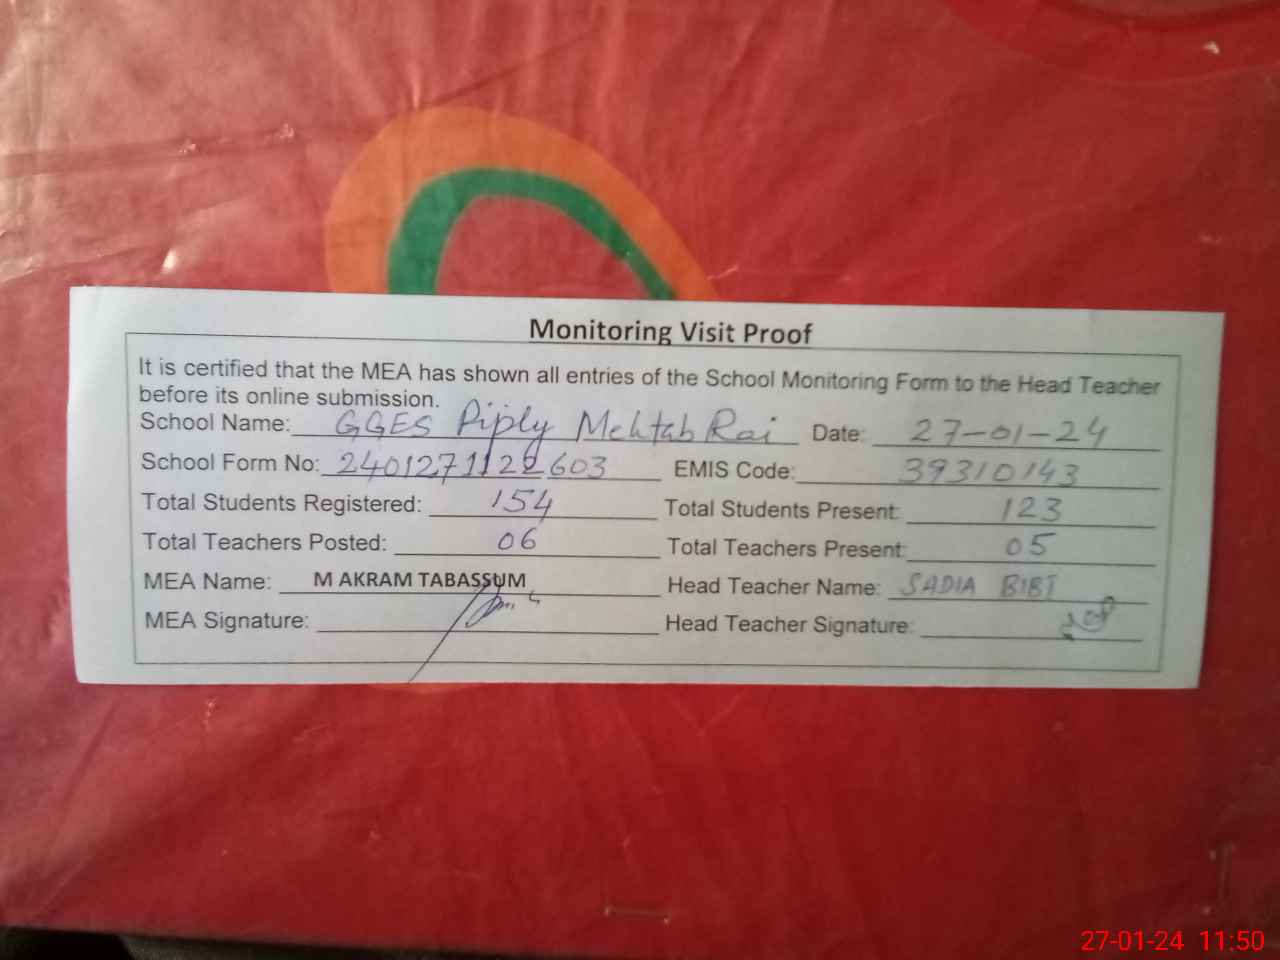 Monitoring Visit Proof
It is certified that the MEA has shown all entries of the School Monitoring Form to the Head Teacher
before its online submission.
School Name: GGES Piply Mehtab Rai Date: 27-01-24
School Form No: 2401271122603 EMIS Code: 39310143
Total Students Registered: 154 Total Students Present: 123
Total Teachers Posted: 06 Total Teachers Present: 05
MEA Name: M AKRAM TABASSUM Head Teacher Name: SADIA BIBI
MEA Signature: Head Teacher Signature:
27-01-24 11:50